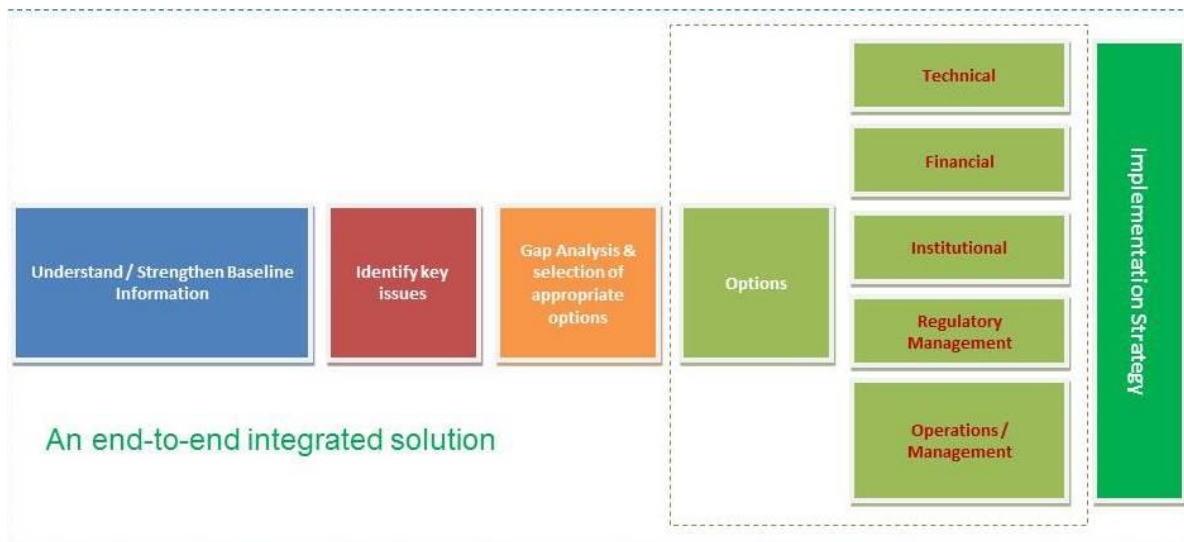 Understand / Strengthen Baseline
Information
Identify key
issues
Gap Analysis &
selection of
appropriate
options
Options
Technical
Financial
Institutional
Regulatory
Management
Operations /
Management
Implementation Strategy
An end-to-end integrated solution